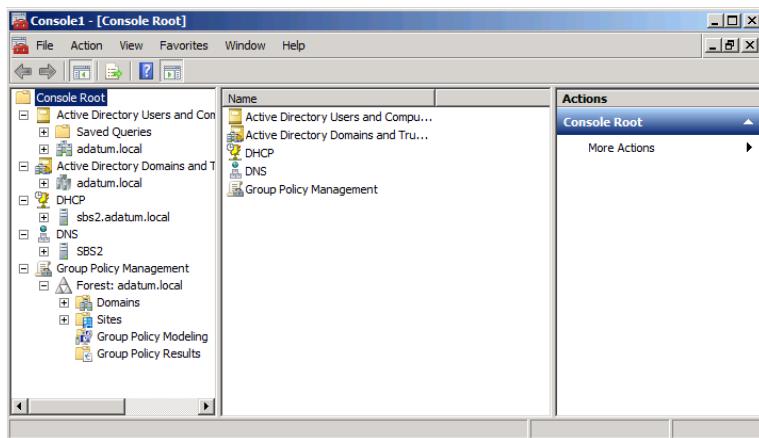 Console1 - [Console Root]
File Action View Favorites Window Help
Console Root
Active Directory Users and Con
Saved Queries
adatum.local
Active Directory Domains and T
adatum.local
DHCP
sbs2.adatum.local
DNS
SBS2
Group Policy Management
Forest: adatum.local
Domains
Sites
Group Policy Modeling
Group Policy Results
Name
Active Directory Users and Compu...
Active Directory Domains and Tru...
DHCP
DNS
Group Policy Management
Actions
Console Root
More Actions